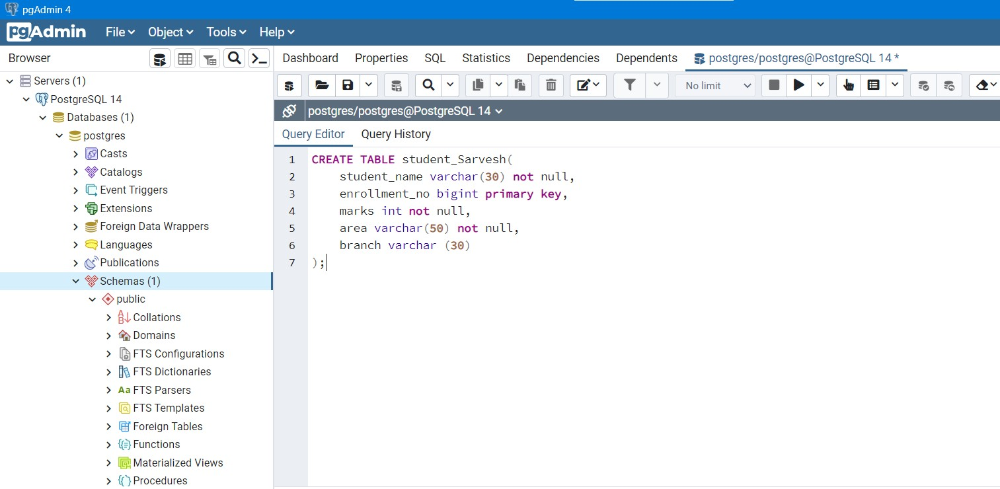 pgAdmin 4
pgAdmin File Object Tools Help
Browser
Dashboard Properties SQL Statistics Dependencies Dependents postgres/postgres@PostgreSQL 14 *
No limit
postgres/postgres@PostgreSQL 14
Query Editor Query History
Servers (1)
PostgreSQL 14
Databases (1)
postgres
Casts
Catalogs
Event Triggers
Extensions
Foreign Data Wrappers
Languages
Publications
Schemas (1)
public
Collations
Domains
FTS Configurations
FTS Dictionaries
Aa FTS Parsers
FTS Templates
Foreign Tables
Functions
Materialized Views
Procedures
1 CREATE TABLE student_Sarvesh(
2 student_name varchar(30) not null,
3 enrollment_no bigint primary key,
4 marks int not null,
5 area varchar(50) not null,
6 branch varchar (30)
7 );